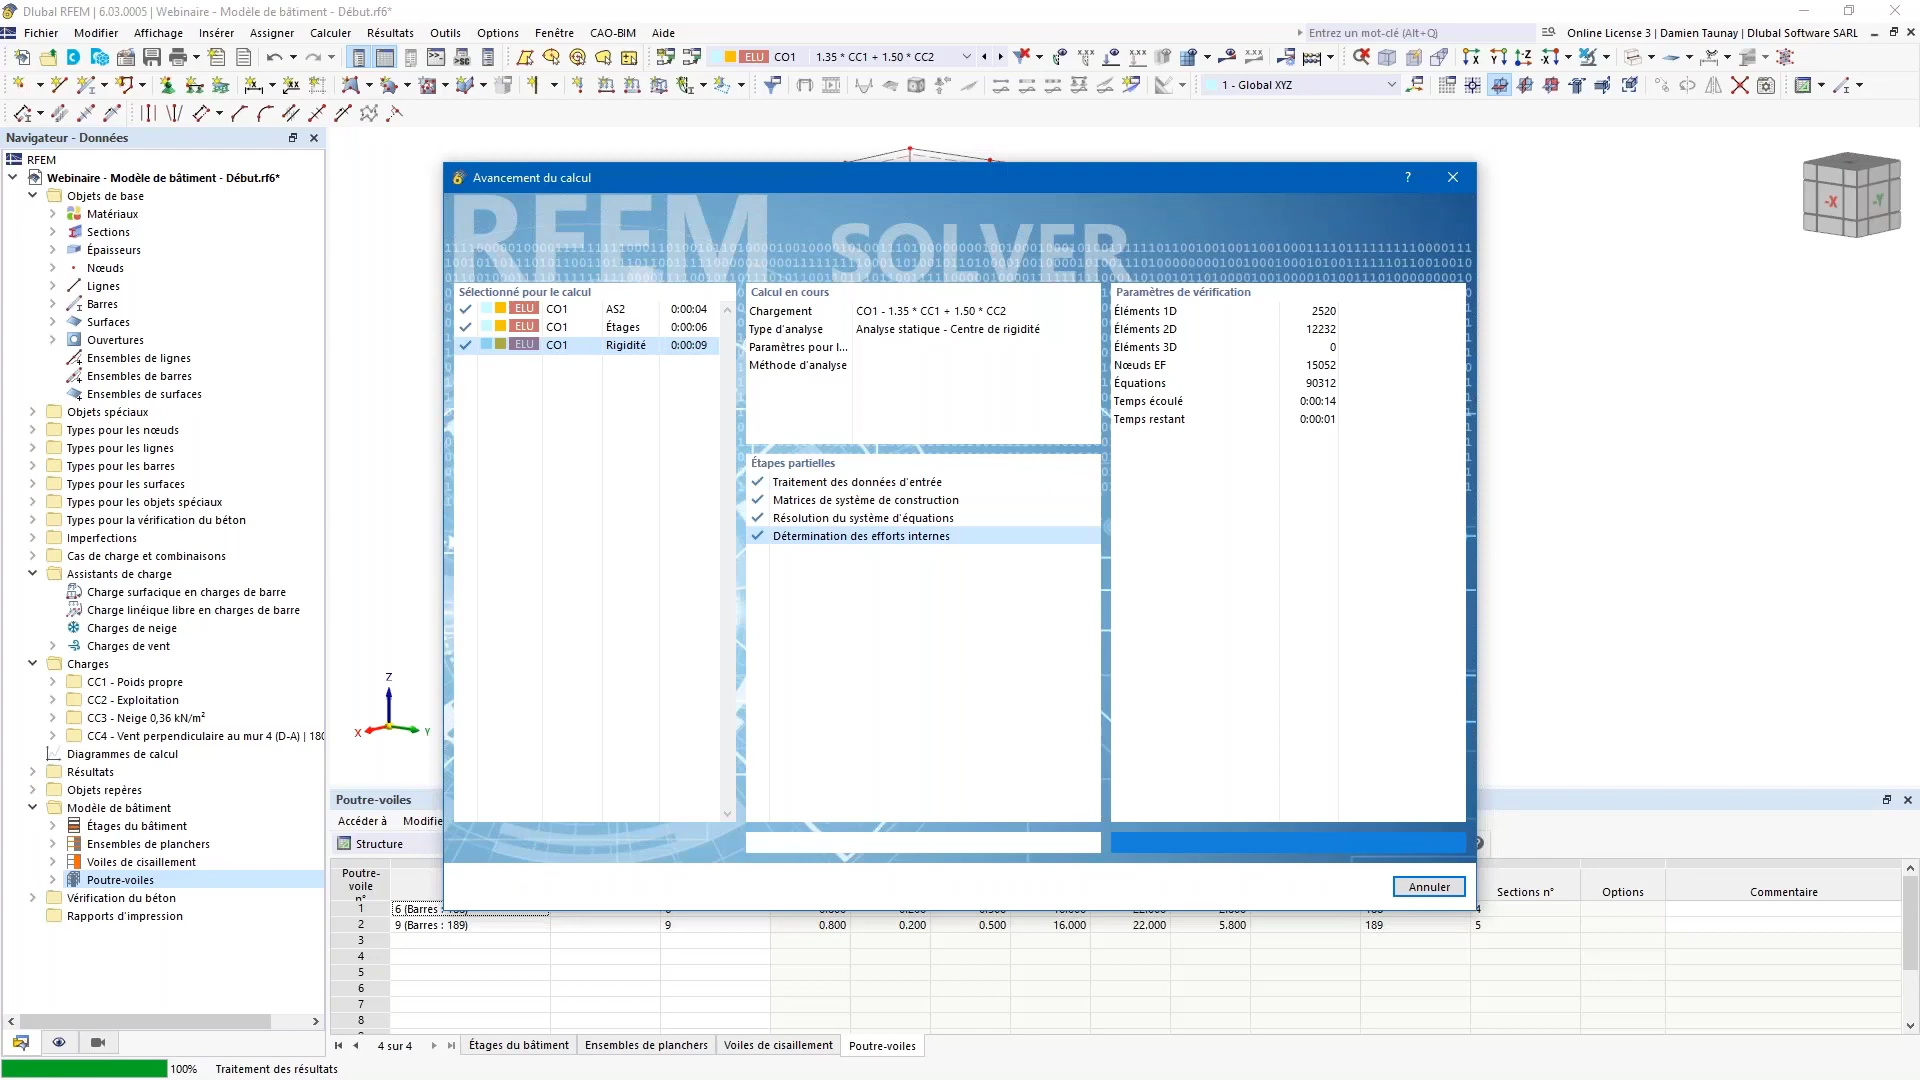 Dlubal RFEM | 6.03.0005 | Webinaire - Modèle de bâtiment - Début.rf6*
Fichier Modifier Affichage Insérer Assigner Calculer Résultats Outils Options Fenêtre CAO-BIM Aide
Entrez un mot-clé (Alt+Q)
Online License 3 | Damien Taunay | Dlubal Software SARL
ELU CO1 1.35 * CC1 + 1.50 * CC2
1 - Global XYZ
Navigateur - Données
RFEM
Webinaire - Modèle de bâtiment - Début.rf6*
Objets de base
Matériaux
Sections
Épaisseurs
Nœuds
Lignes
Barres
Surfaces
Ouvertures
Ensembles de lignes
Ensembles de barres
Ensembles de surfaces
Objets spéciaux
Types pour les nœuds
Types pour les lignes
Types pour les barres
Types pour les surfaces
Types pour les objets spéciaux
Types pour la vérification du béton
Imperfections
Cas de charge et combinaisons
Assistants de charge
Charge surfacique en charges de barre
Charge linéique libre en charges de barre
Charges de neige
Charges de vent
Charges
CC1 - Poids propre
CC2 - Exploitation
CC3 - Neige 0,36 kN/m²
CC4 - Vent perpendiculaire au mur 4 (D-A) | 180
Diagrammes de calcul
Résultats
Objets repères
Modèle de bâtiment
Étages du bâtiment
Ensembles de planchers
Voiles de cisaillement
Poutre-voiles
Vérification du béton
Rapports d'impression
100% Traitement des résultats
Z
X Y
-X -Y
Avancement du calcul
?
RFEM SOLVER
Sélectionné pour le calcul
ELU CO1 AS2 0:00:04
ELU CO1 Étages 0:00:06
ELU CO1 Rigidité 0:00:09
Calcul en cours
Chargement CO1 - 1.35 * CC1 + 1.50 * CC2
Type d'analyse Analyse statique - Centre de rigidité
Paramètres pour l...
Méthode d'analyse
Étapes partielles
Traitement des données d'entrée
Matrices de système de construction
Résolution du système d'équations
Détermination des efforts internes
Paramètres de vérification
Éléments 1D 2520
Éléments 2D 12232
Éléments 3D 0
Nœuds EF 15052
Équations 90312
Temps écoulé 0:00:14
Temps restant 0:00:01
Annuler
Poutre-voiles
Accéder à Modifie
Structure
Poutre-voile n° Sections n° Options Commentaire
1
2 9 (Barres : 189) 9 0.800 0.200 0.500 16.000 22.000 5.800 189 5
3
4
5
6
7
8
4 sur 4 Étages du bâtiment Ensembles de planchers Voiles de cisaillement Poutre-voiles